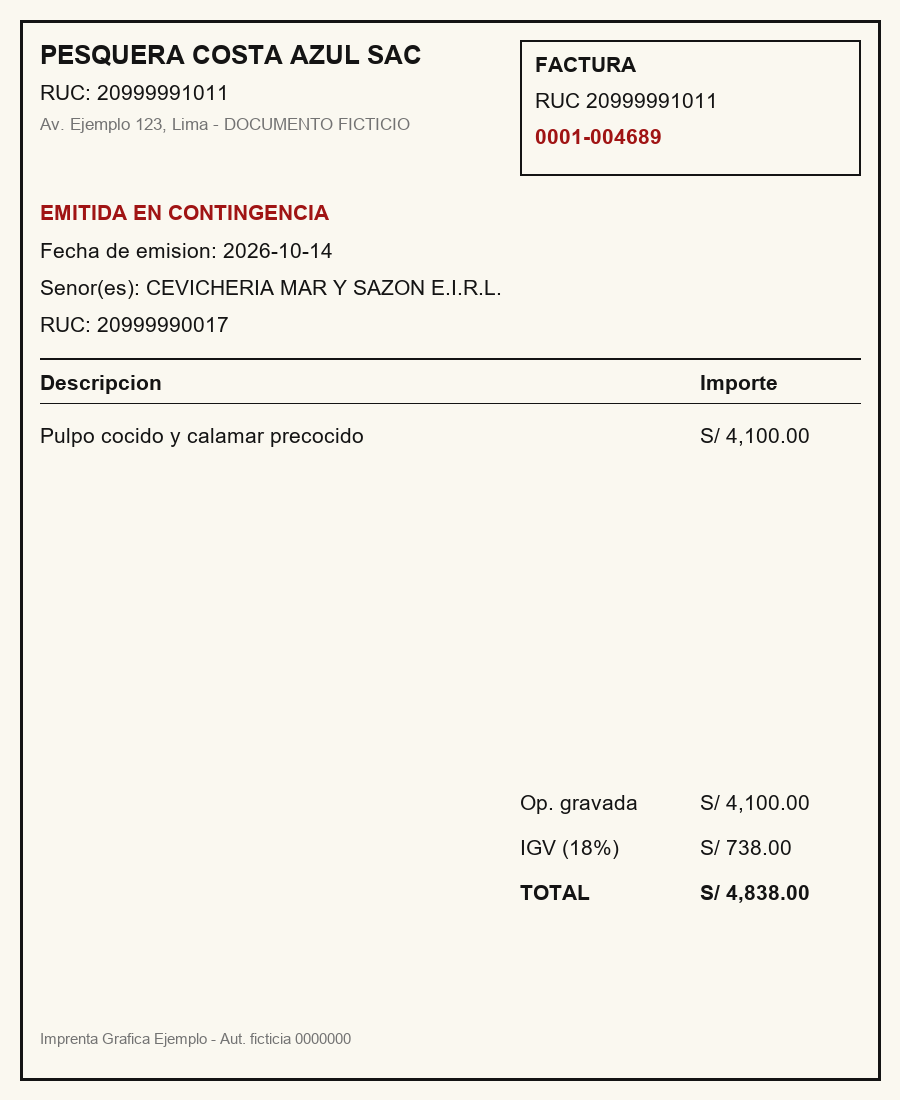 PESQUERA COSTA AZUL SAC
RUC: 20999991011
Av. Ejemplo 123, Lima - DOCUMENTO FICTICIO
FACTURA
RUC 20999991011
0001-004689
EMITIDA EN CONTINGENCIA
Fecha de emision: 2026-10-14
Senor(es): CEVICHERIA MAR Y SAZON E.I.R.L.
RUC: 20999990017
Descripcion Importe
Pulpo cocido y calamar precocido S/ 4,100.00
Op. gravada S/ 4,100.00
IGV (18%) S/ 738.00
TOTAL S/ 4,838.00
Imprenta Grafica Ejemplo - Aut. ficticia 0000000